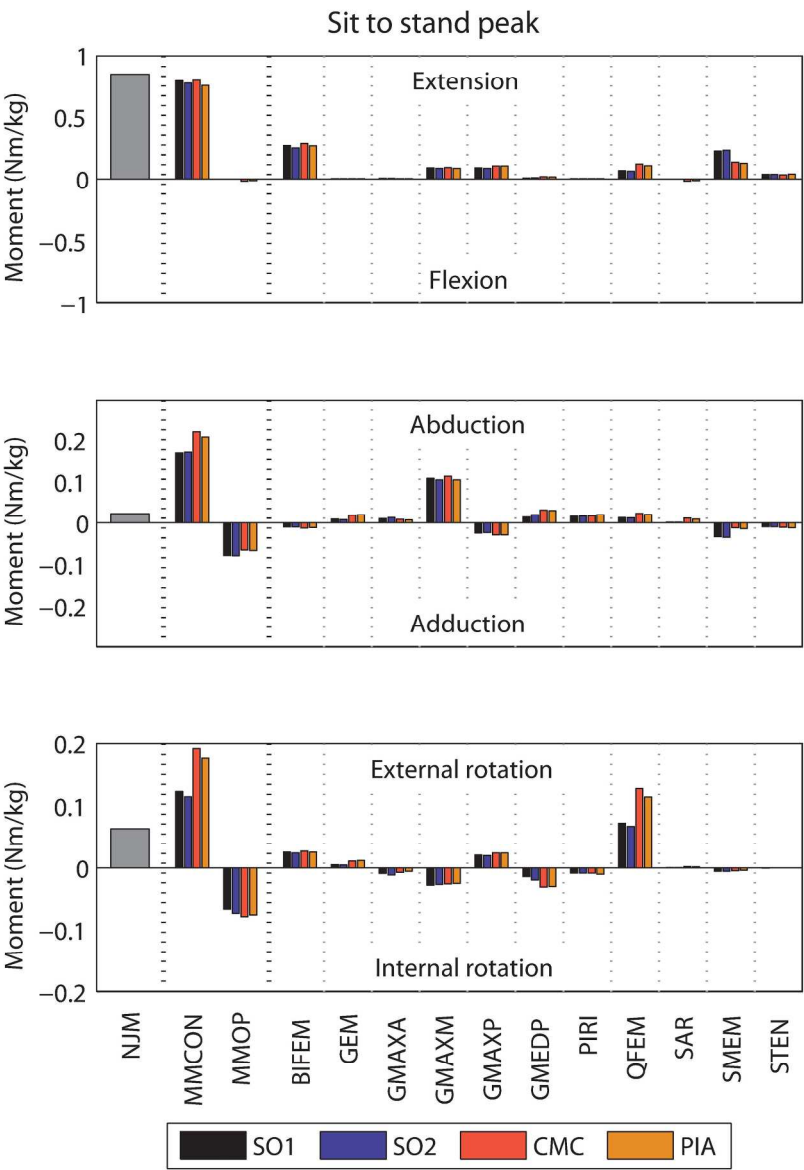 Sit to stand peak
Moment (Nm/kg)
1
0.5
0
−0.5
−1
Extension
Flexion
Moment (Nm/kg)
0.2
0.1
0
−0.1
−0.2
Abduction
Adduction
Moment (Nm/kg)
0.2
0.1
0
−0.1
−0.2
External rotation
Internal rotation
NJM
MMCON
MMOP
BIFEM
GEM
GMAXA
GMAXM
GMAXP
GMEDP
PIRI
QFEM
SAR
SMEM
STEN
SO1 SO2 CMC PIA